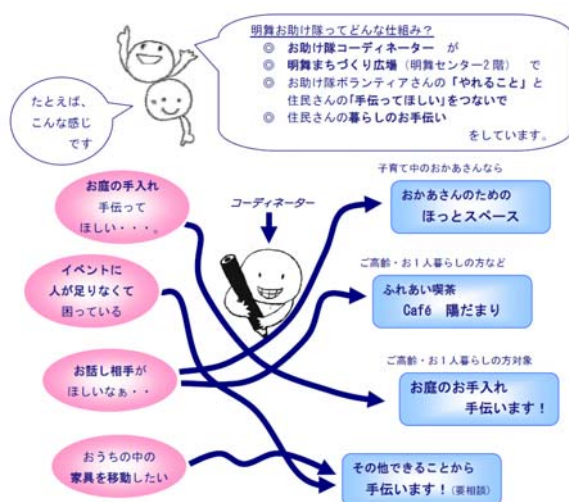 明舞お助け隊ってどんな仕組み？
◎ お助け隊コーディネーター が
◎ 明舞まちづくり広場（明舞センター２階）で
◎ お助け隊ボランティアさんの「やれること」と
住民さんの「手伝ってほしい」をつないで
◎ 住民さんの暮らしのお手伝い
をしています。
たとえば、
こんな感じ
です
お庭の手入れ
手伝って
ほしい・・・。
イベントに
人が足りなくて
困っている
お話し相手が
ほしいなぁ・・
おうちの中の
家具を移動したい
コーディネーター
子育て中のおかあさんなら
おかあさんのための
ほっとスペース
ご高齢・お１人暮らしの方など
ふれあい喫茶
Café 陽だまり
ご高齢・お１人暮らしの方対象
お庭のお手入れ
手伝います！
その他できることから
手伝います！（要相談）